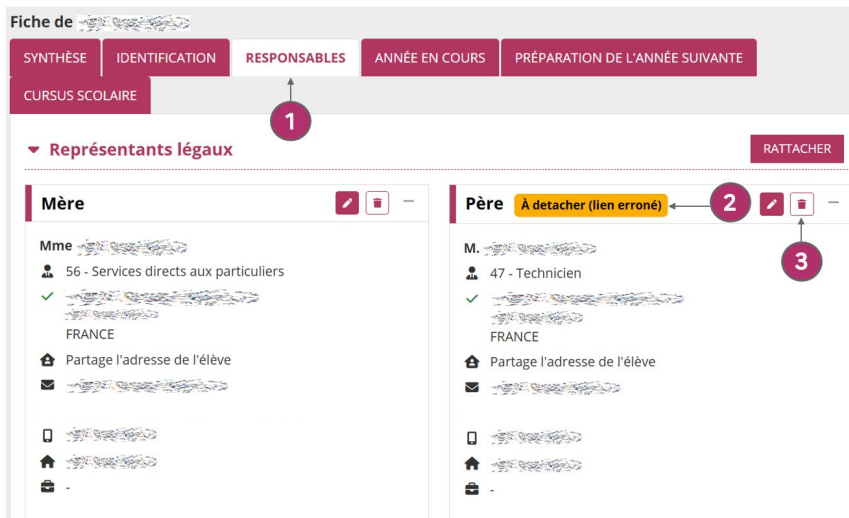 Fiche de
SYNTHÈSE IDENTIFICATION RESPONSABLES ANNÉE EN COURS PRÉPARATION DE L'ANNÉE SUIVANTE
CURSUS SCOLAIRE
1
Représentants légaux RATTACHER
Mère
Mme
56 - Services directs aux particuliers
FRANCE
Partage l'adresse de l'élève
Père À detacher (lien erroné) 2
3
M.
47 - Technicien
FRANCE
Partage l'adresse de l'élève
-
-